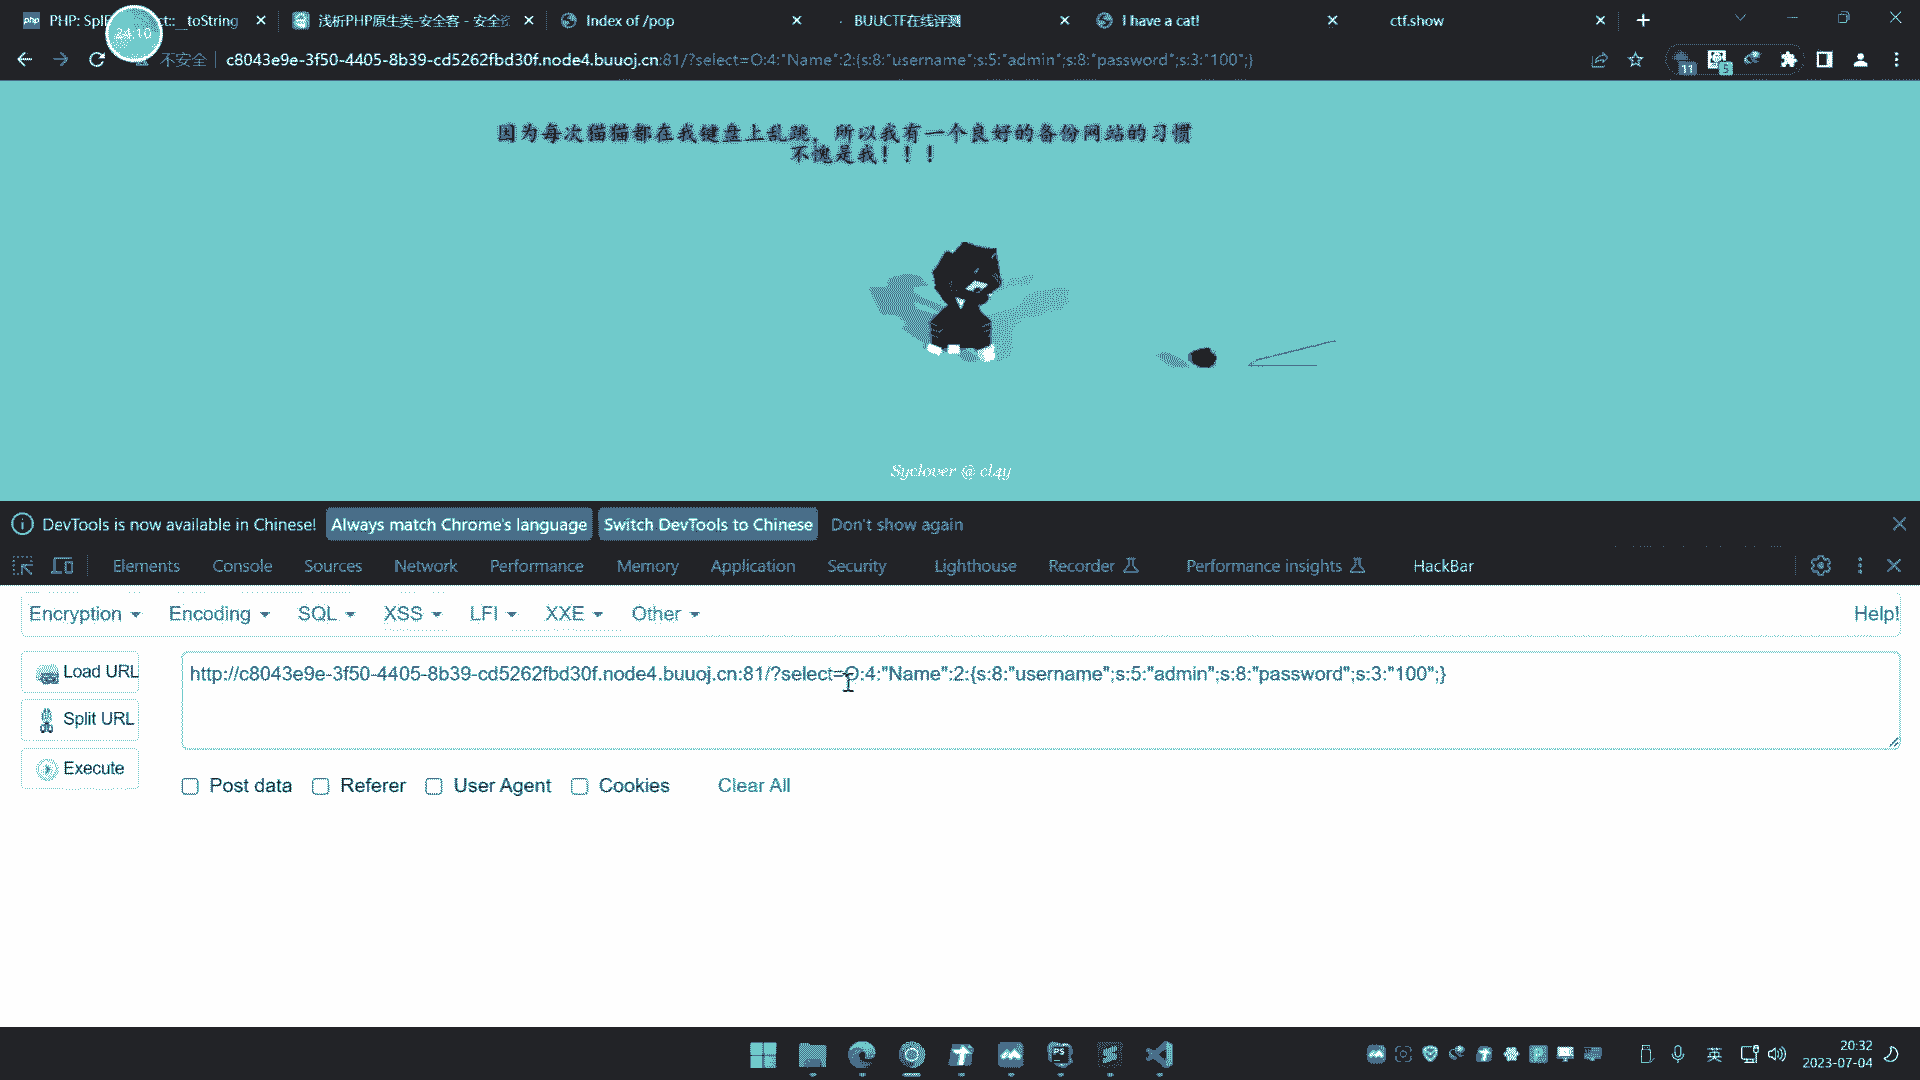 PHP: SplF
ct::__toString
24:10
浅析PHP原生类-安全客 - 安全资
Index of /pop
BUUCTF在线评测
I have a cat!
ctf.show
不安全
c8043e9e-3f50-4405-8b39-cd5262fbd30f.node4.buuoj.cn:81/?select=O:4:"Name":2:{s:8:"username";s:5:"admin";s:8:"password";s:3:"100";}
11
5
因为每次猫猫都在我键盘上乱跳，所以我有一个良好的备份网站的习惯
不愧是我！！！
Syclover @ cl4y
DevTools is now available in Chinese!
Always match Chrome's language
Switch DevTools to Chinese
Don't show again
Elements
Console
Sources
Network
Performance
Memory
Application
Security
Lighthouse
Recorder
Performance insights
HackBar
Encryption
Encoding
SQL
XSS
LFI
XXE
Other
Help!
Load URL
http://c8043e9e-3f50-4405-8b39-cd5262fbd30f.node4.buuoj.cn:81/?select=O:4:"Name":2:{s:8:"username";s:5:"admin";s:8:"password";s:3:"100";}
Split URL
Execute
Post data
Referer
User Agent
Cookies
Clear All
英
20:32
2023-07-04